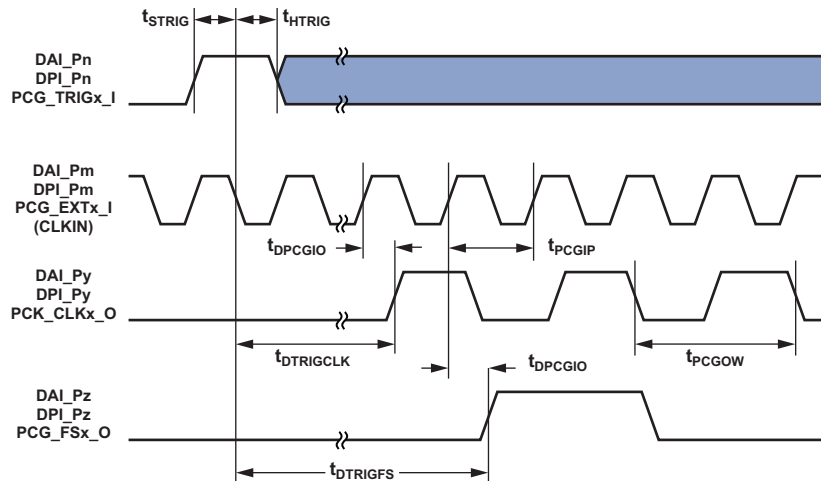 tSTRIG
tHTRIG
DAI_Pn
DPI_Pn
PCG_TRIGx_I
DAI_Pm
DPI_Pm
PCG_EXTx_I
(CLKIN)
tDPCGIO
tPCGIP
DAI_Py
DPI_Py
PCK_CLKx_O
tDTRIGCLK
tDPCGIO
tPCGOW
DAI_Pz
DPI_Pz
PCG_FSx_O
tDTRIGFS